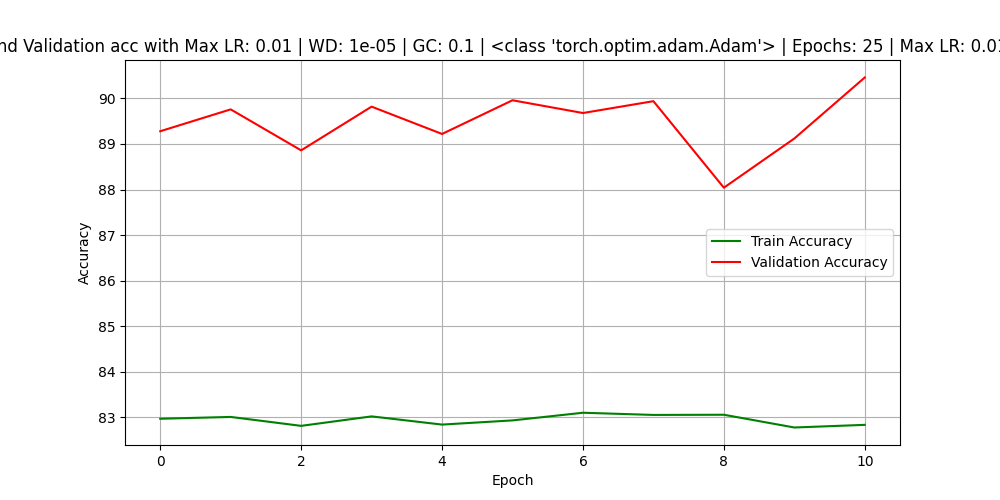 nd Validation acc with Max LR: 0.01 | WD: 1e-05 | GC: 0.1 | <class 'torch.optim.adam.Adam'> | Epochs: 25 | Max LR: 0.01
90
89
88
87
86
85
84
83
Accuracy
Train Accuracy
Validation Accuracy
0 2 4 6 8 10
Epoch